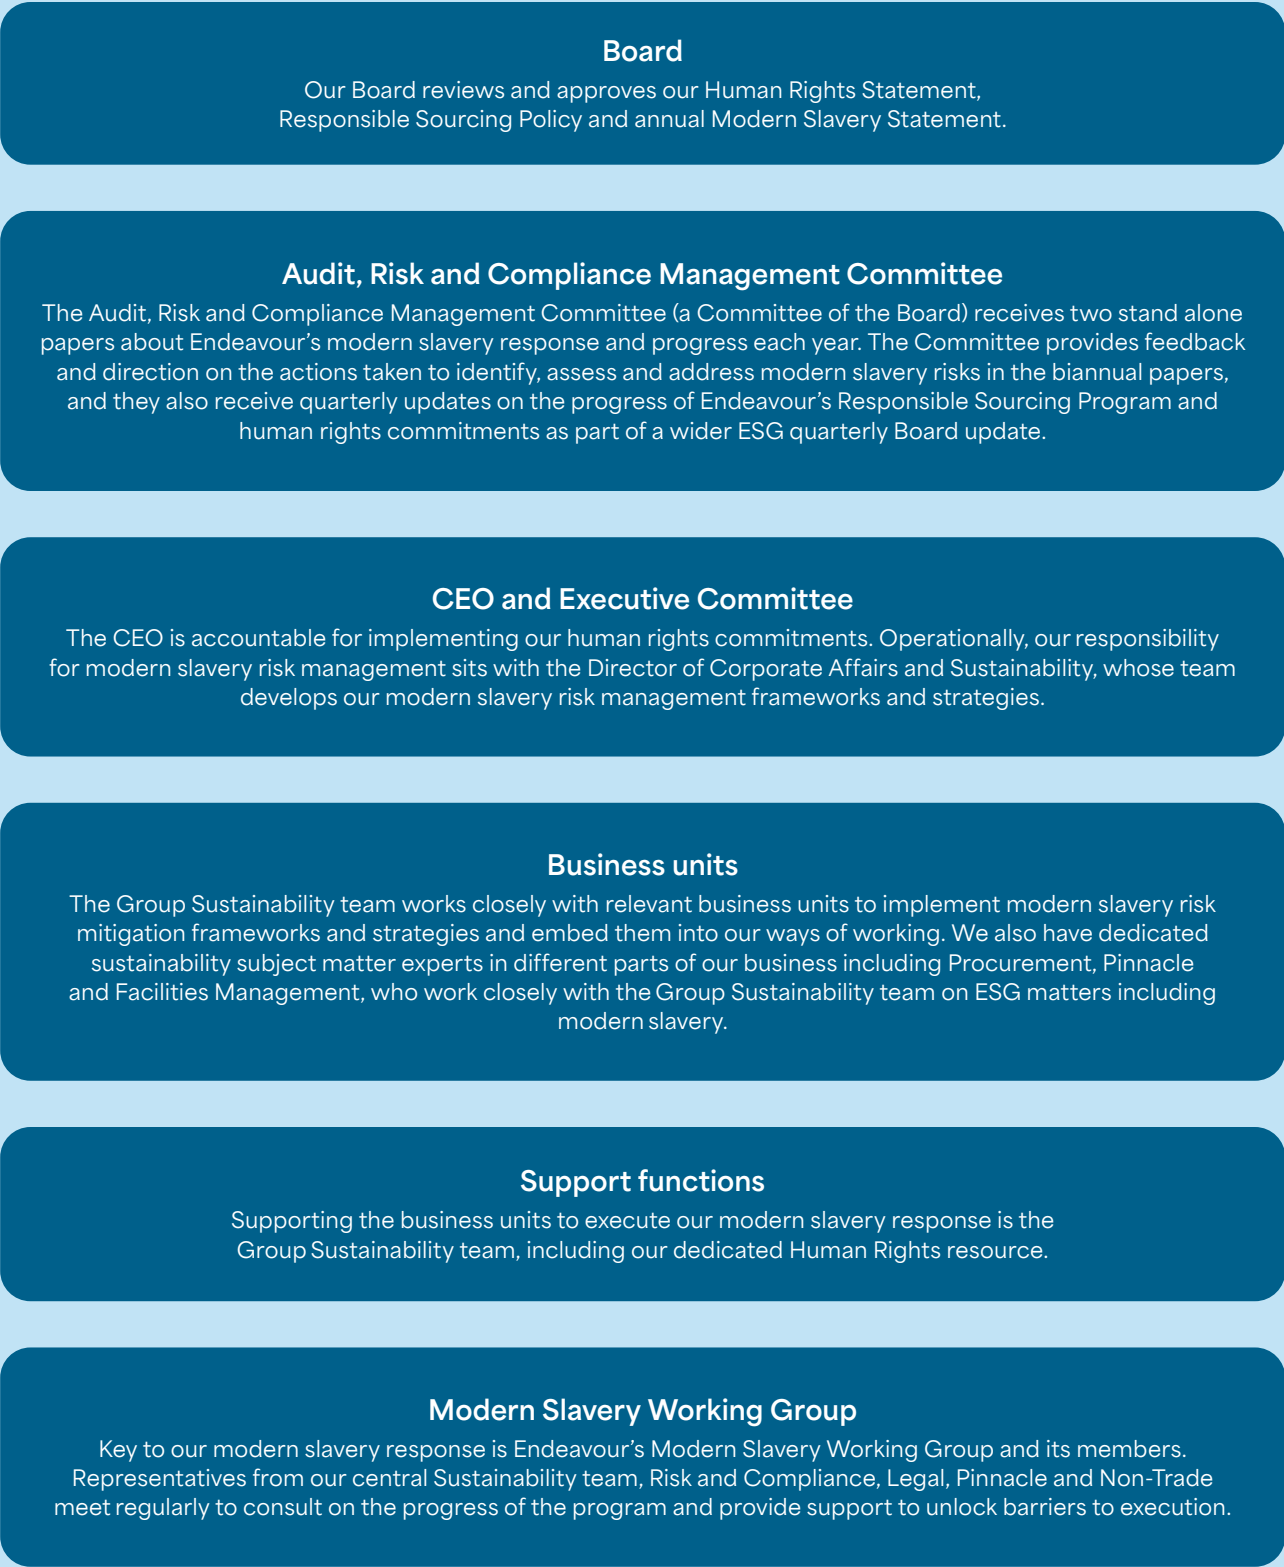 Board
Our Board reviews and approves our Human Rights Statement,
Responsible Sourcing Policy and annual Modern Slavery Statement.
Audit, Risk and Compliance Management Committee
The Audit, Risk and Compliance Management Committee (a Committee of the Board) receives two stand alone
papers about Endeavour’s modern slavery response and progress each year. The Committee provides feedback
and direction on the actions taken to identify, assess and address modern slavery risks in the biannual papers,
and they also receive quarterly updates on the progress of Endeavour’s Responsible Sourcing Program and
human rights commitments as part of a wider ESG quarterly Board update.
CEO and Executive Committee
The CEO is accountable for implementing our human rights commitments. Operationally, our responsibility
for modern slavery risk management sits with the Director of Corporate Affairs and Sustainability, whose team
develops our modern slavery risk management frameworks and strategies.
Business units
The Group Sustainability team works closely with relevant business units to implement modern slavery risk
mitigation frameworks and strategies and embed them into our ways of working. We also have dedicated
sustainability subject matter experts in different parts of our business including Procurement, Pinnacle
and Facilities Management, who work closely with the Group Sustainability team on ESG matters including
modern slavery.
Support functions
Supporting the business units to execute our modern slavery response is the
Group Sustainability team, including our dedicated Human Rights resource.
Modern Slavery Working Group
Key to our modern slavery response is Endeavour’s Modern Slavery Working Group and its members.
Representatives from our central Sustainability team, Risk and Compliance, Legal, Pinnacle and Non-Trade
meet regularly to consult on the progress of the program and provide support to unlock barriers to execution.